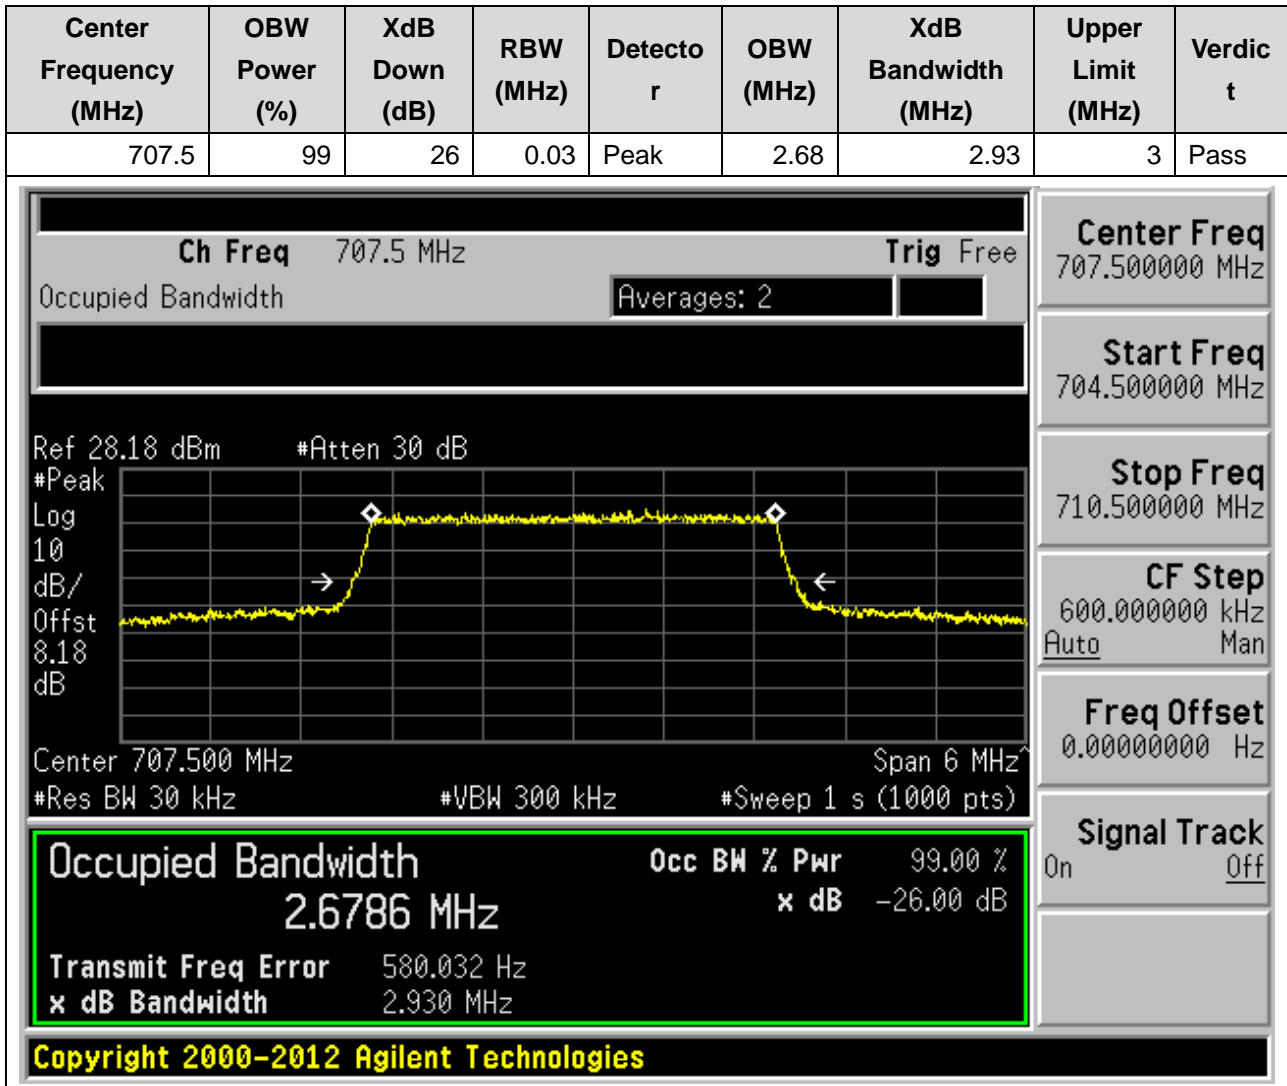 Center Frequency (MHz) OBW Power (%) XdB Down (dB) RBW (MHz) Detecto r OBW (MHz) XdB Bandwidth (MHz) Upper Limit (MHz) Verdic t
707.5 99 26 0.03 Peak 2.68 2.93 3 Pass
Ch Freq 707.5 MHz Trig Free
Occupied Bandwidth Averages: 2
Ref 28.18 dBm #Atten 30 dB
#Peak
Log
10
dB/
Offst
8.18
dB
Center 707.500 MHz Span 6 MHz^
#Res BW 30 kHz #VBW 300 kHz #Sweep 1 s (1000 pts)
Occupied Bandwidth Occ BW % Pwr 99.00 %
2.6786 MHz x dB -26.00 dB
Transmit Freq Error 580.032 Hz
x dB Bandwidth 2.930 MHz
Center Freq
707.500000 MHz
Start Freq
704.500000 MHz
Stop Freq
710.500000 MHz
CF Step
600.000000 kHz
Auto Man
Freq Offset
0.00000000 Hz
Signal Track
On Off
Copyright 2000-2012 Agilent Technologies